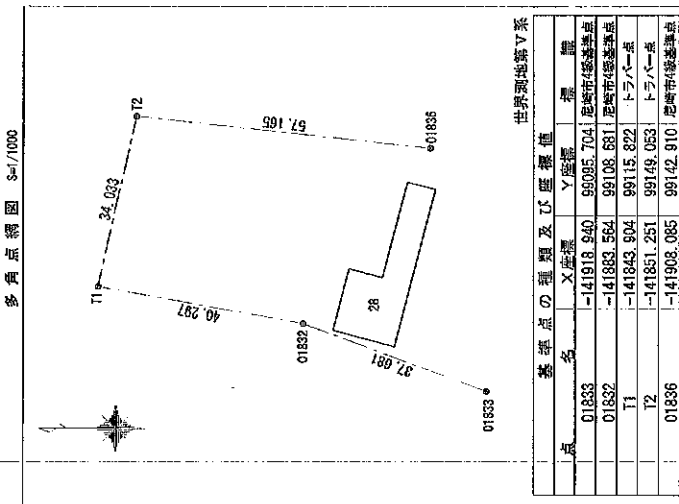 多角点網図 S=1/1000
T1
T2
34.033
40.297
57.165
01832
28
37.681
01833
01836
世界測地第V系
基準点の種類及び座標値
点 名 X座標 Y座標 標識
01833 -141918.940 99095.704 尼崎市4級基準点
01832 -141883.564 99108.681 尼崎市4級基準点
T1 -141843.904 99115.822 トラバー点
T2 -141851.251 99149.053 トラバー点
01836 -141908.085 99142.910 尼崎市4級基準点